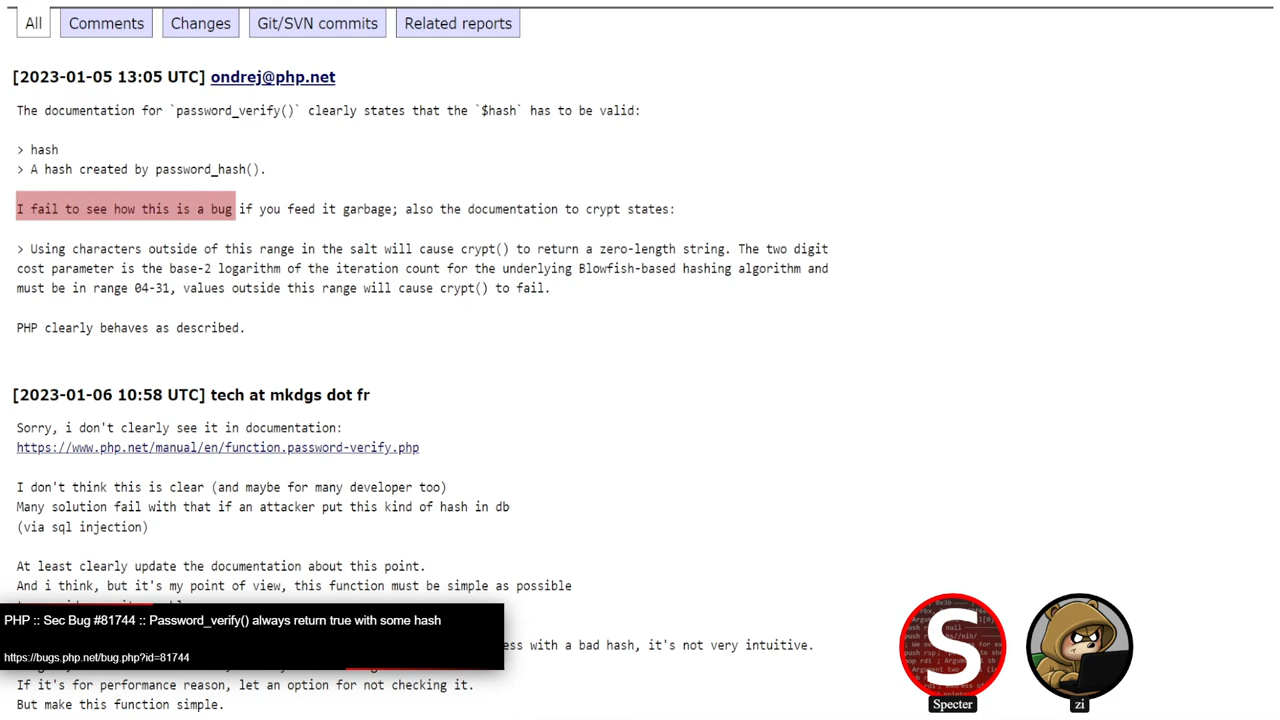 All
Comments
Changes
Git/SVN commits
Related reports
[2023-01-05 13:05 UTC] ondrej@php.net
The documentation for `password_verify()` clearly states that the `$hash` has to be valid:
> hash
> A hash created by password_hash().
I fail to see how this is a bug if you feed it garbage; also the documentation to crypt states:
> Using characters outside of this range in the salt will cause crypt() to return a zero-length string. The two digit
cost parameter is the base-2 logarithm of the iteration count for the underlying Blowfish-based hashing algorithm and
must be in range 04-31, values outside this range will cause crypt() to fail.
PHP clearly behaves as described.
[2023-01-06 10:58 UTC] tech at mkdgs dot fr
Sorry, i don't clearly see it in documentation:
https://www.php.net/manual/en/function.password-verify.php
I don't think this is clear (and maybe for many developer too)
Many solution fail with that if an attacker put this kind of hash in db
(via sql injection)
At least clearly update the documentation about this point.
And i think, but it's my point of view, this function must be simple as possible
PHP :: Sec Bug #81744 :: Password_verify() always return true with some hash
https://bugs.php.net/bug.php?id=81744
with a bad hash, it's not very intuitive.
If it's for performance reason, let an option for not checking it.
But make this function simple.
S
Specter
zi